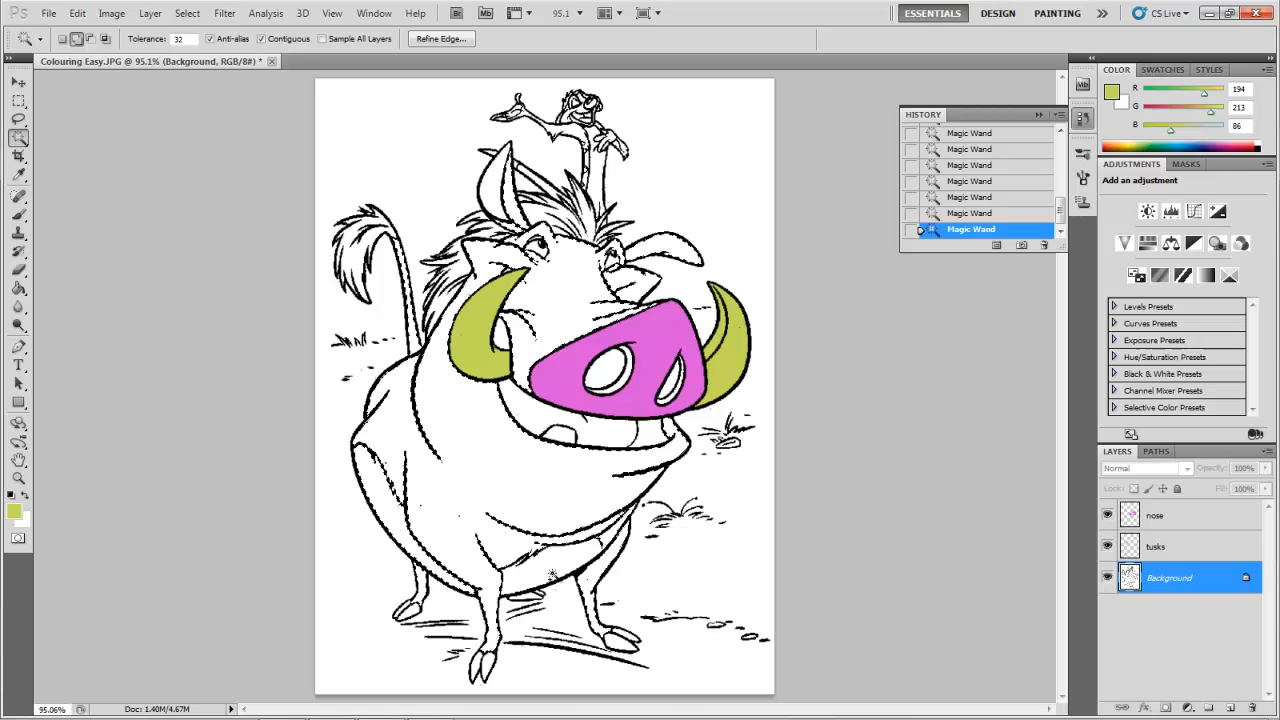 Ps File Edit Image Layer Select Filter Analysis 3D View Window Help Br Mb 95.1 ESSENTIALS DESIGN PAINTING CS Live
Tolerance: 32 Anti-alias Contiguous Sample All Layers Refine Edge...
Colouring Easy.JPG @ 95.1% (Background, RGB/8#) *
HISTORY
Magic Wand
Magic Wand
Magic Wand
Magic Wand
Magic Wand
Magic Wand
Magic Wand
Mb
COLOR SWATCHES STYLES
R 194
G 213
B 86
ADJUSTMENTS MASKS
Add an adjustment
Levels Presets
Curves Presets
Exposure Presets
Hue/Saturation Presets
Black & White Presets
Channel Mixer Presets
Selective Color Presets
LAYERS PATHS
Normal Opacity: 100%
Lock: Fill: 100%
nose
tusks
Background
95.06% Doc: 1.40M/4.67M